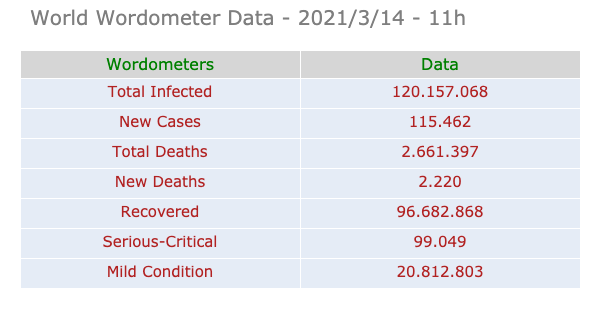 World Wordometer Data - 2021/3/14 - 11h
Wordometers Data
Total Infected 120.157.068
New Cases 115.462
Total Deaths 2.661.397
New Deaths 2.220
Recovered 96.682.868
Serious-Critical 99.049
Mild Condition 20.812.803